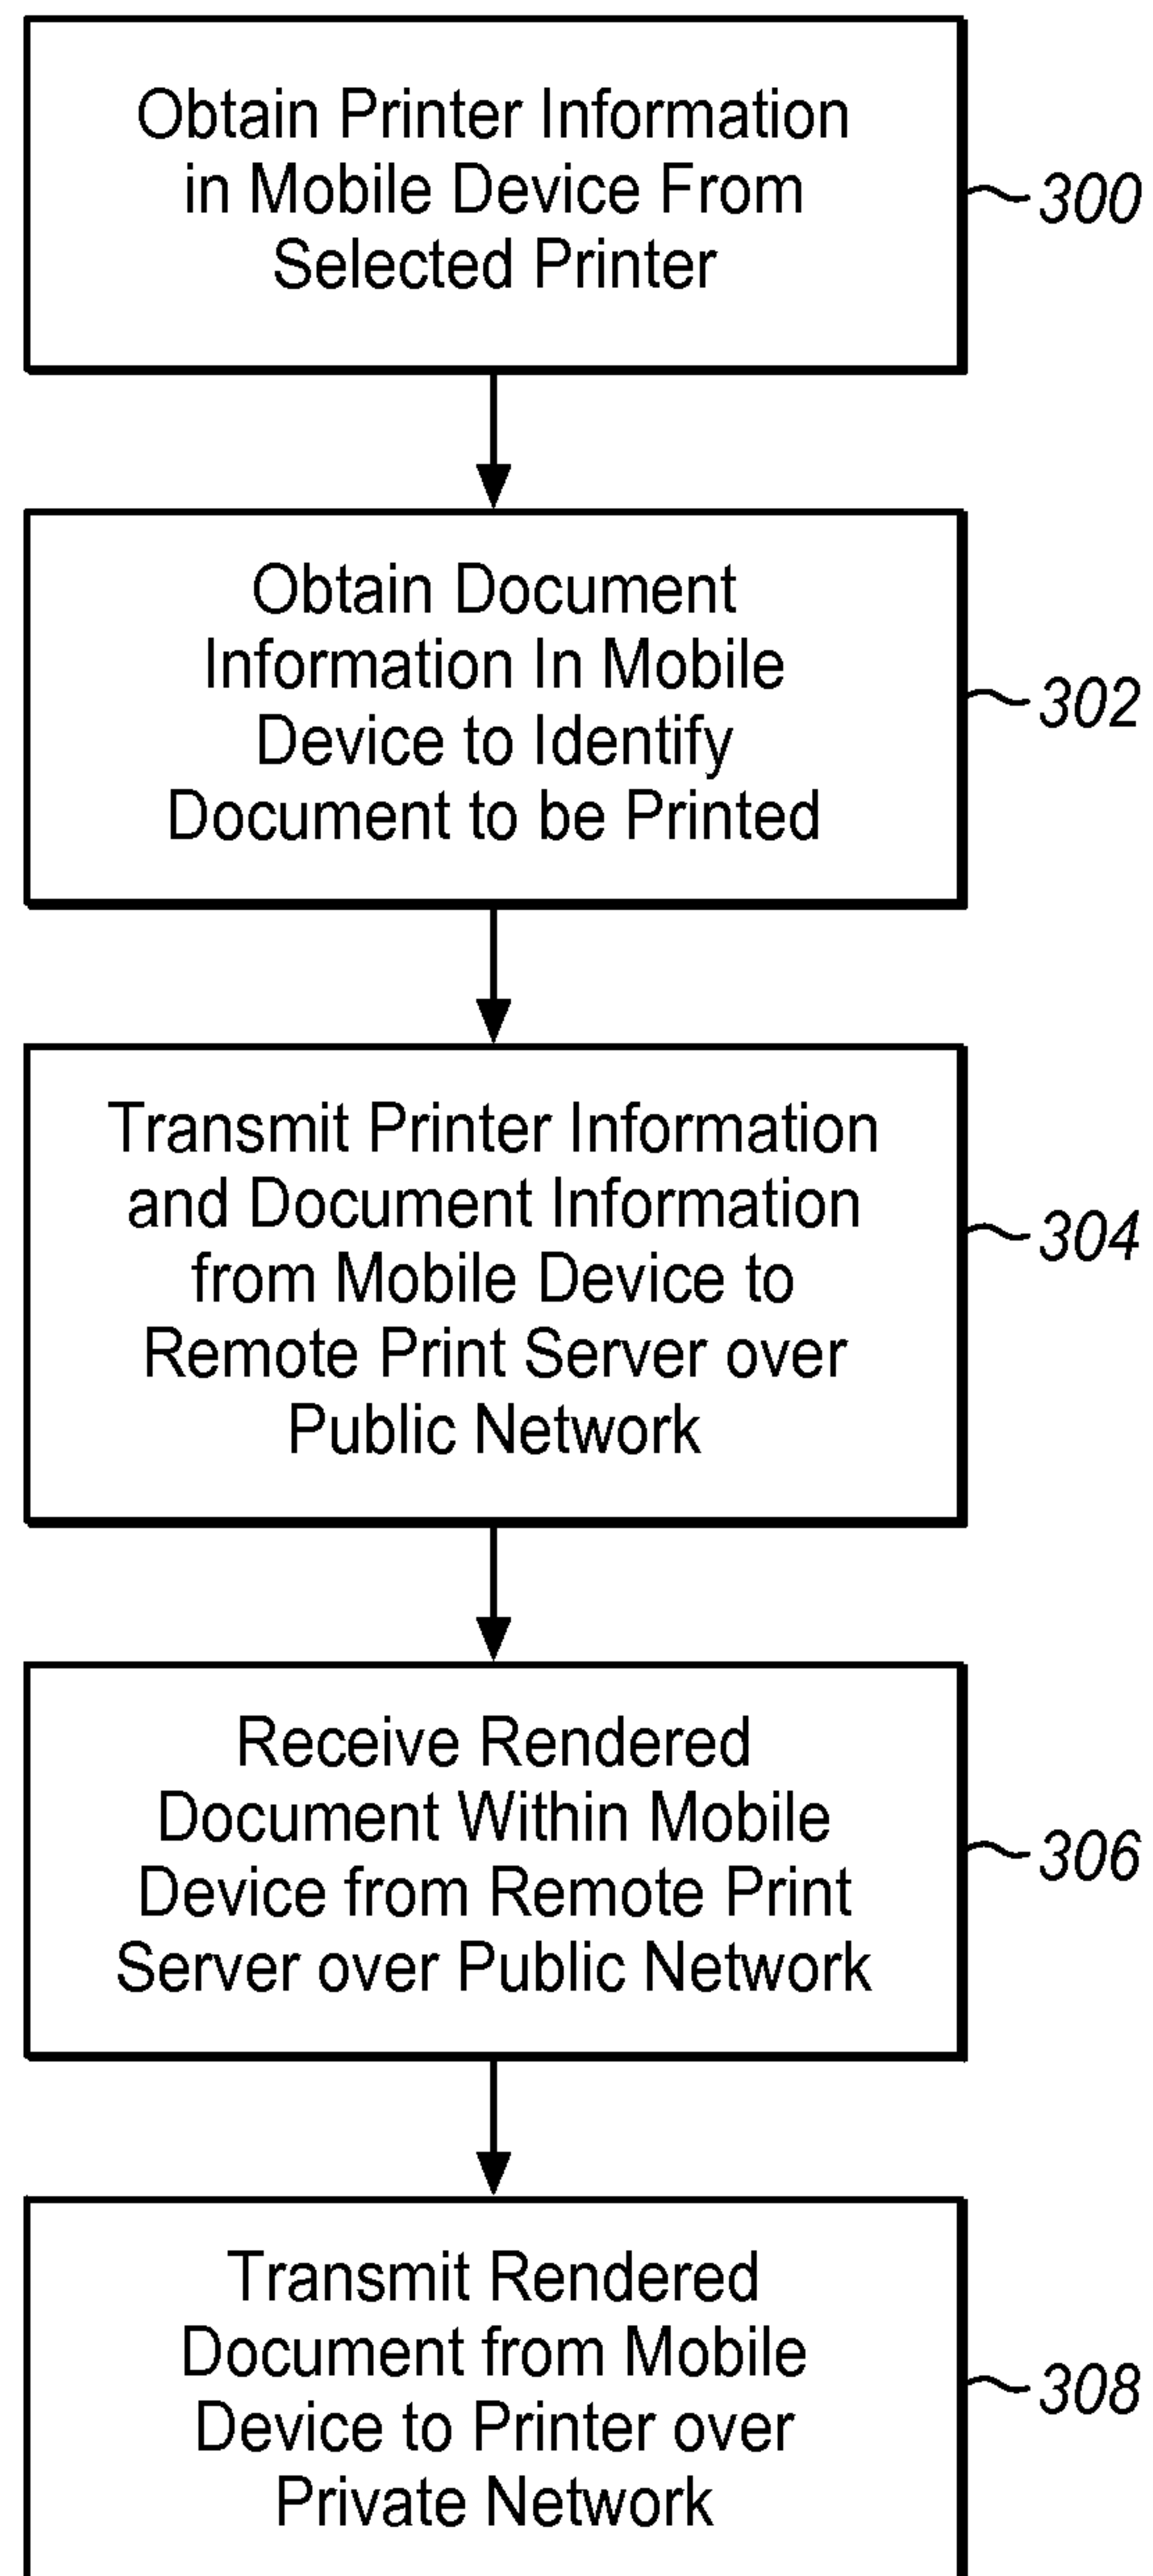 Obtain Printer Information
in Mobile Device From
Selected Printer
300
Obtain Document
Information In Mobile
Device to Identify
Document to be Printed
302
Transmit Printer Information
and Document Information
from Mobile Device to
Remote Print Server over
Public Network
304
Receive Rendered
Document Within Mobile
Device from Remote Print
Server over Public Network
306
Transmit Rendered
Document from Mobile
Device to Printer over
Private Network
308